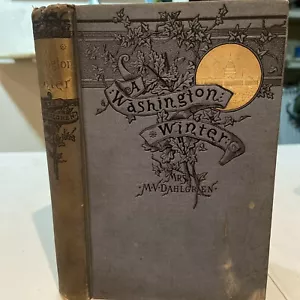 A
Washington
Winter
Mrs
M.V. Dahlgren